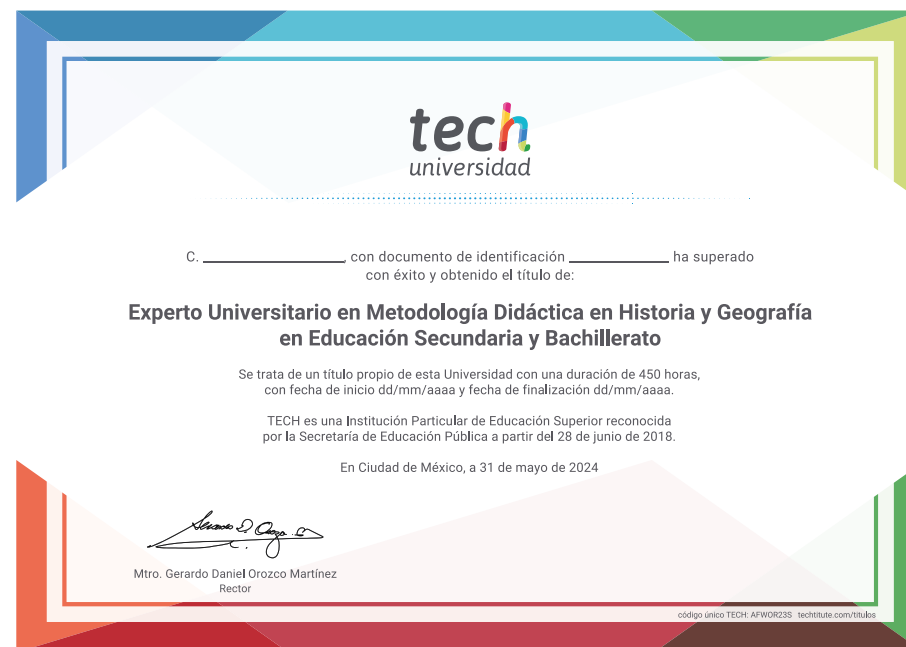 tech
universidad
C. ____________, con documento de identificación ____________ ha superado
con éxito y obtenido el título de:
Experto Universitario en Metodología Didáctica en Historia y Geografía
en Educación Secundaria y Bachillerato
Se trata de un título propio de esta Universidad con una duración de 450 horas,
con fecha de inicio dd/mm/aaaa y fecha de finalización dd/mm/aaaa.
TECH es una Institución Particular de Educación Superior reconocida
por la Secretaría de Educación Pública a partir del 28 de junio de 2018.
En Ciudad de México, a 31 de mayo de 2024
Mtro. Gerardo Daniel Orozco Martínez
Rector
código único TECH: AFWOR23S techtitute.com/titulos